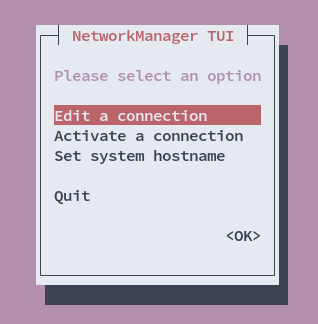 NetworkManager TUI
Please select an option
Edit a connection
Activate a connection
Set system hostname
Quit
<OK>